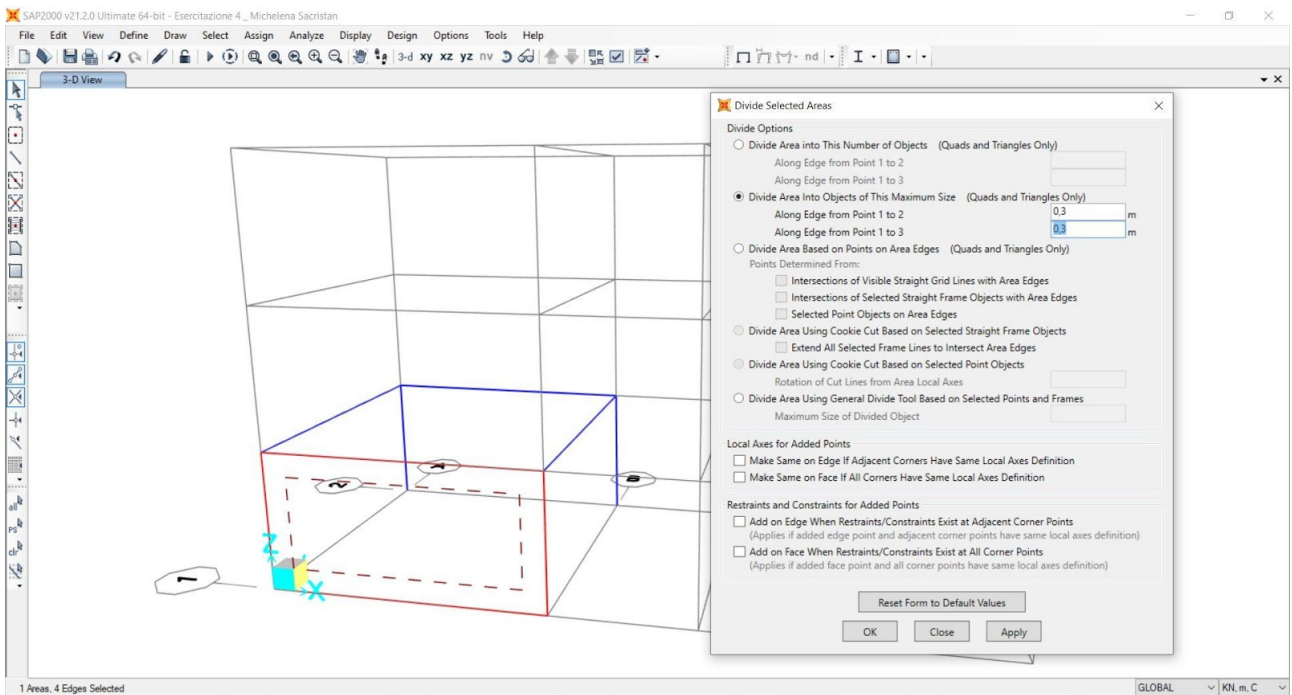 SAP2000 v21.2.0 Ultimate 64-bit - Esercitazione 4 _ Michelena Sacristan
File Edit View Define Draw Select Assign Analyze Display Design Options Tools Help
3-d xy xz yz nv
nd
3-D View
all
ps
clr
2
A
B
1
Z
X
Divide Selected Areas
Divide Options
Divide Area into This Number of Objects (Quads and Triangles Only)
Along Edge from Point 1 to 2
Along Edge from Point 1 to 3
Divide Area Into Objects of This Maximum Size (Quads and Triangles Only)
Along Edge from Point 1 to 2 0,3 m
Along Edge from Point 1 to 3 0,3 m
Divide Area Based on Points on Area Edges (Quads and Triangles Only)
Points Determined From:
Intersections of Visible Straight Grid Lines with Area Edges
Intersections of Selected Straight Frame Objects with Area Edges
Selected Point Objects on Area Edges
Divide Area Using Cookie Cut Based on Selected Straight Frame Objects
Extend All Selected Frame Lines to Intersect Area Edges
Divide Area Using Cookie Cut Based on Selected Point Objects
Rotation of Cut Lines from Area Local Axes
Divide Area Using General Divide Tool Based on Selected Points and Frames
Maximum Size of Divided Object
Local Axes for Added Points
Make Same on Edge If Adjacent Corners Have Same Local Axes Definition
Make Same on Face If All Corners Have Same Local Axes Definition
Restraints and Constraints for Added Points
Add on Edge When Restraints/Constraints Exist at Adjacent Corner Points
(Applies if added edge point and adjacent corner points have same local axes definition)
Add on Face When Restraints/Constraints Exist at All Corner Points
(Applies if added face point and all corner points have same local axes definition)
Reset Form to Default Values
OK Close Apply
1 Areas, 4 Edges Selected GLOBAL KN, m, C